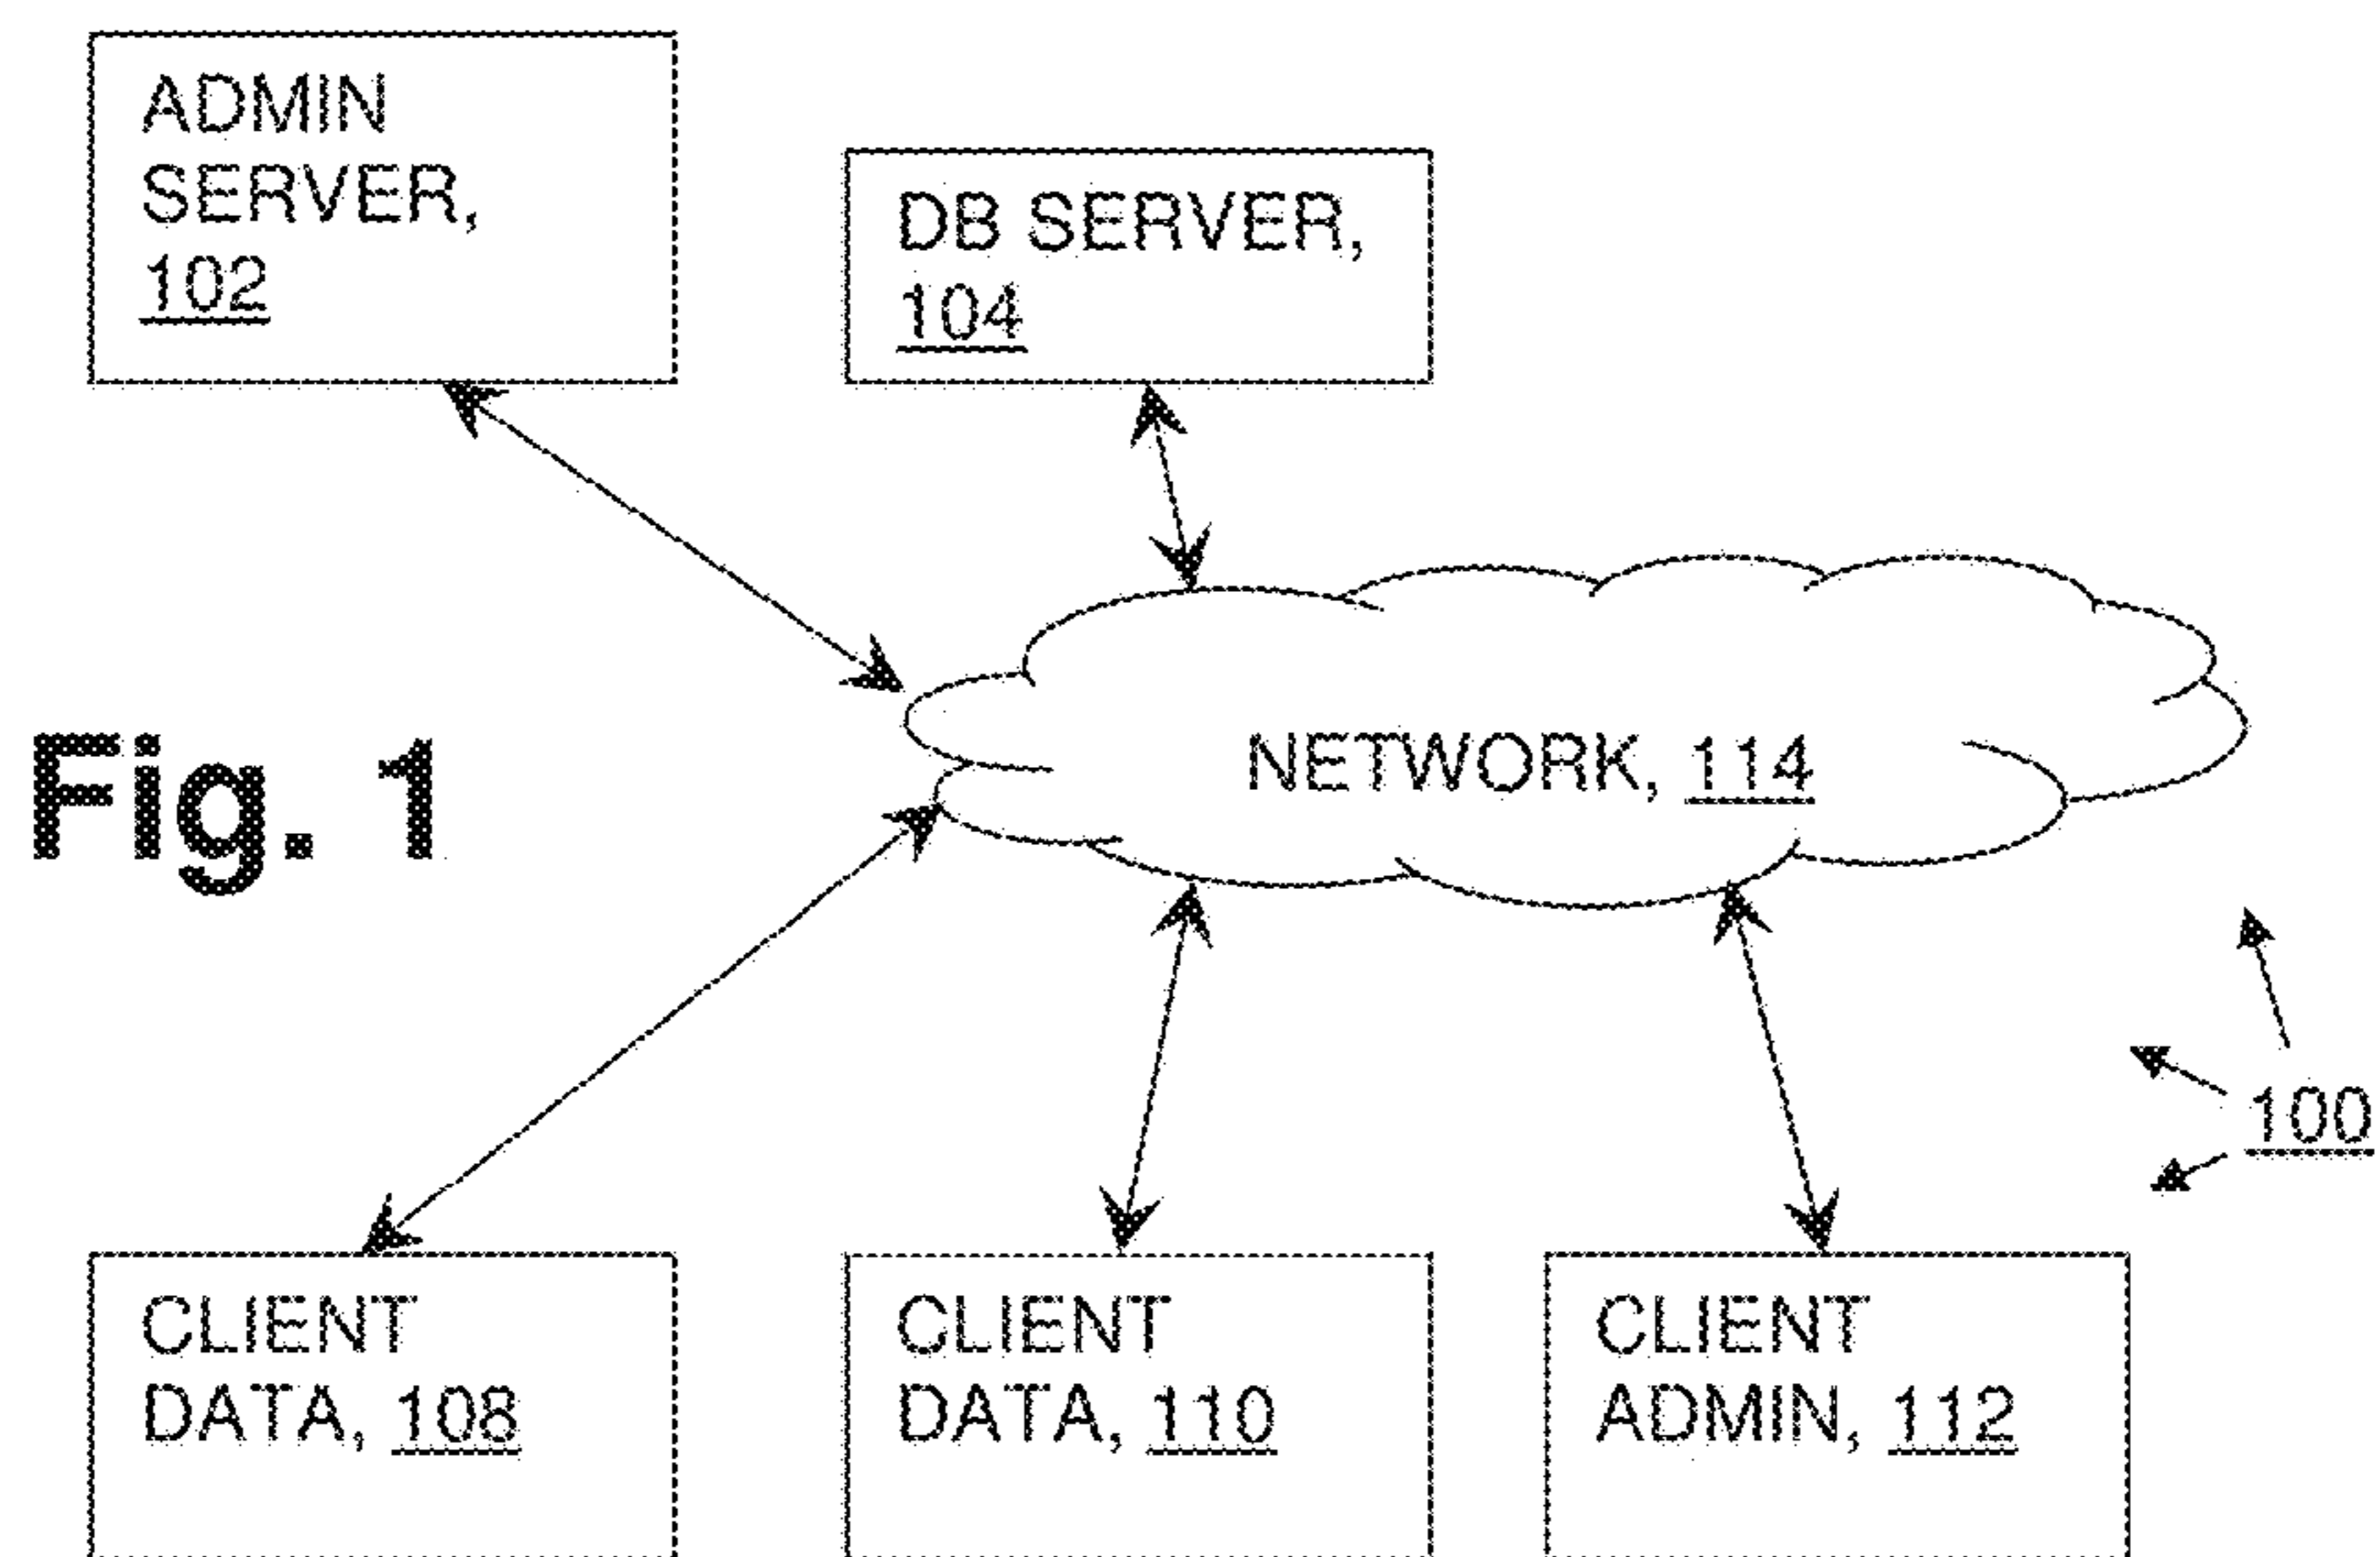 ADMIN
SERVER,
102
DB SERVER,
104
Fig. 1
NETWORK, 114
100
CLIENT
DATA, 108
CLIENT
DATA, 110
CLIENT
ADMIN, 112